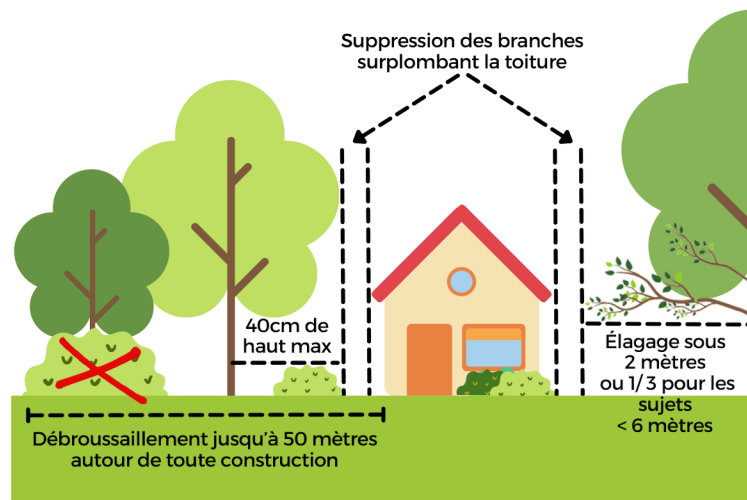 Suppression des branches
surplombant la toiture
40cm de
haut max
Élagage sous
2 mètres
ou 1/3 pour les
sujets
< 6 mètres
Débroussaillement jusqu'à 50 mètres
autour de toute construction